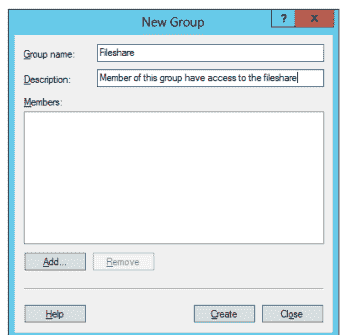 New Group
?
x
Group name: Fileshare
Description: Member of this group have access to the fileshare
Members:
Add... Remove
Help Create Close